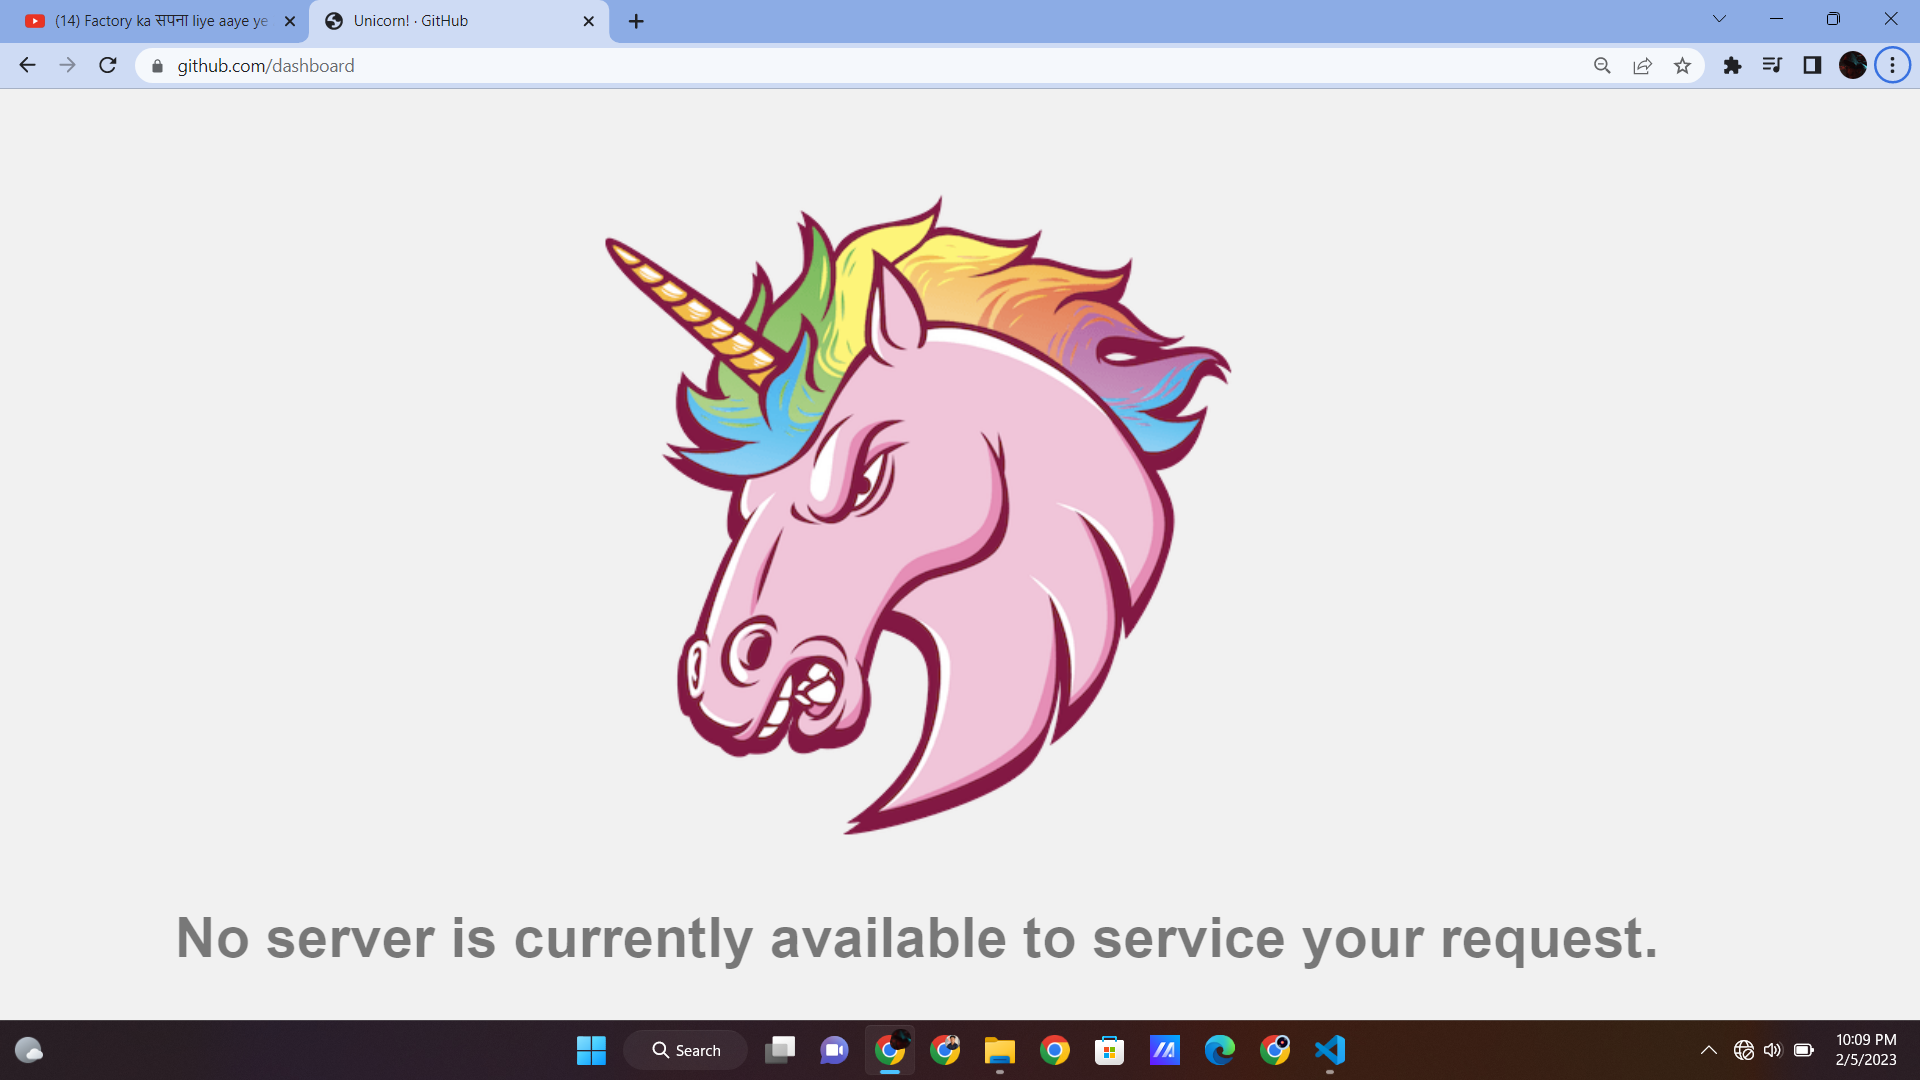 (14) Factory ka सपना liye aaye ye
Unicorn! · GitHub
github.com/dashboard
No server is currently available to service your request.
Search
10:09 PM
2/5/2023